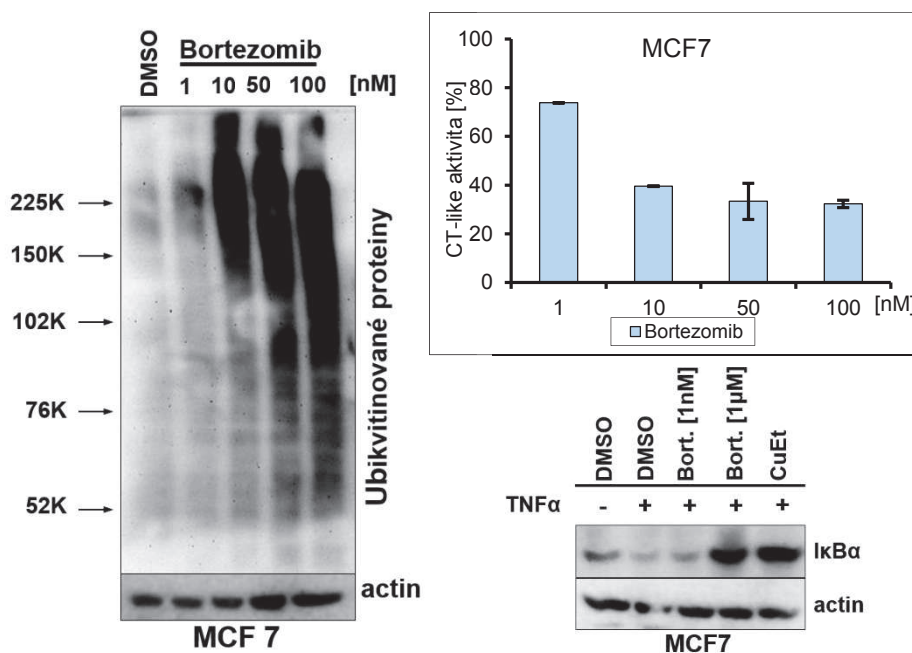 DMSO
Bortezomib
1 10 50 100 [nM]
225K
150K
102K
76K
52K
Ubikvitinované proteiny
actin
MCF 7
MCF7
CT-like aktivita [%]
100
80
60
40
20
0
1 10 50 100 [nM]
Bortezomib
DMSO
DMSO
Bort. [1nM]
Bort. [1µM]
CuEt
TNFα - + + + +
IκBα
actin
MCF7